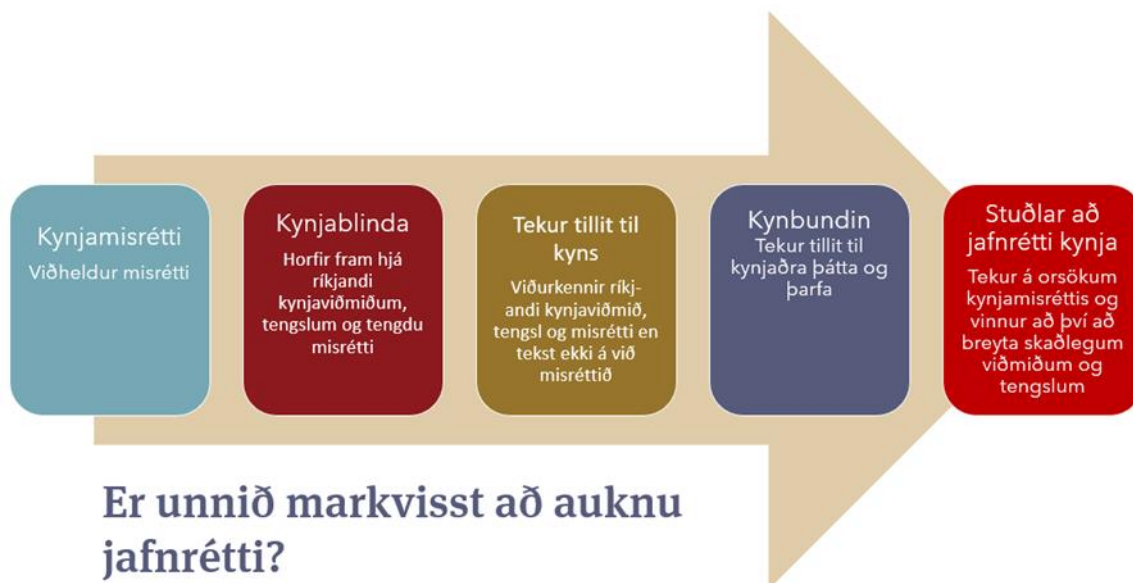 Kynjamisrétti
Viðheldur misrétti
Kynjablinda
Horfir fram hjá
ríkjandi
kynjaviðmiðum,
tengslum og tengdu
misrétti
Tekur tillit til
kyns
Viðurkennir ríkj-
andi kynjaviðmið,
tengsl og misrétti en
tekst ekki á við
misréttið
Kynbundin
Tekur tillit til
kynjaðra þátta og
þarfa
Stuðlar að
jafnrétti kynja
Tekur á orsökum
kynjamisréttis og
vinnur að því að
breyta skaðlegum
viðmiðum og
tengslum
Er unnið markvisst að auknu
jafnrétti?